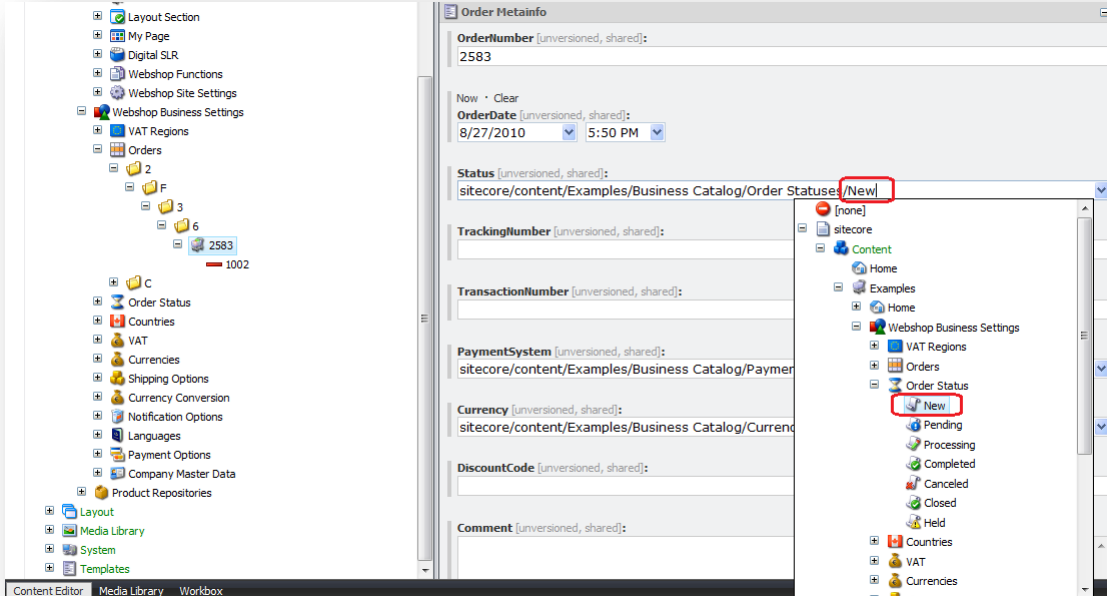 Layout Section
My Page
Digital SLR
Webshop Functions
Webshop Site Settings
Webshop Business Settings
VAT Regions
Orders
2
F
3
6
2583
1002
C
Order Status
Countries
VAT
Currencies
Shipping Options
Currency Conversion
Notification Options
Languages
Payment Options
Company Master Data
Product Repositories
Layout
Media Library
System
Templates
Order Metainfo
OrderNumber [unversioned, shared]:
2583
Now · Clear
OrderDate [unversioned, shared]:
8/27/2010 5:50 PM
Status [unversioned, shared]:
sitecore/content/Examples/Business Catalog/Order Statuses/New
TrackingNumber [unversioned, shared]:
TransactionNumber [unversioned, shared]:
PaymentSystem [unversioned, shared]:
sitecore/content/Examples/Business Catalog/Paymen
Currency [unversioned, shared]:
sitecore/content/Examples/Business Catalog/Currenc
DiscountCode [unversioned, shared]:
Comment [unversioned, shared]:
[none]
sitecore
Content
Home
Examples
Home
Webshop Business Settings
VAT Regions
Orders
Order Status
New
Pending
Processing
Completed
Canceled
Closed
Held
Countries
VAT
Currencies
Content Editor Media Library Workbox